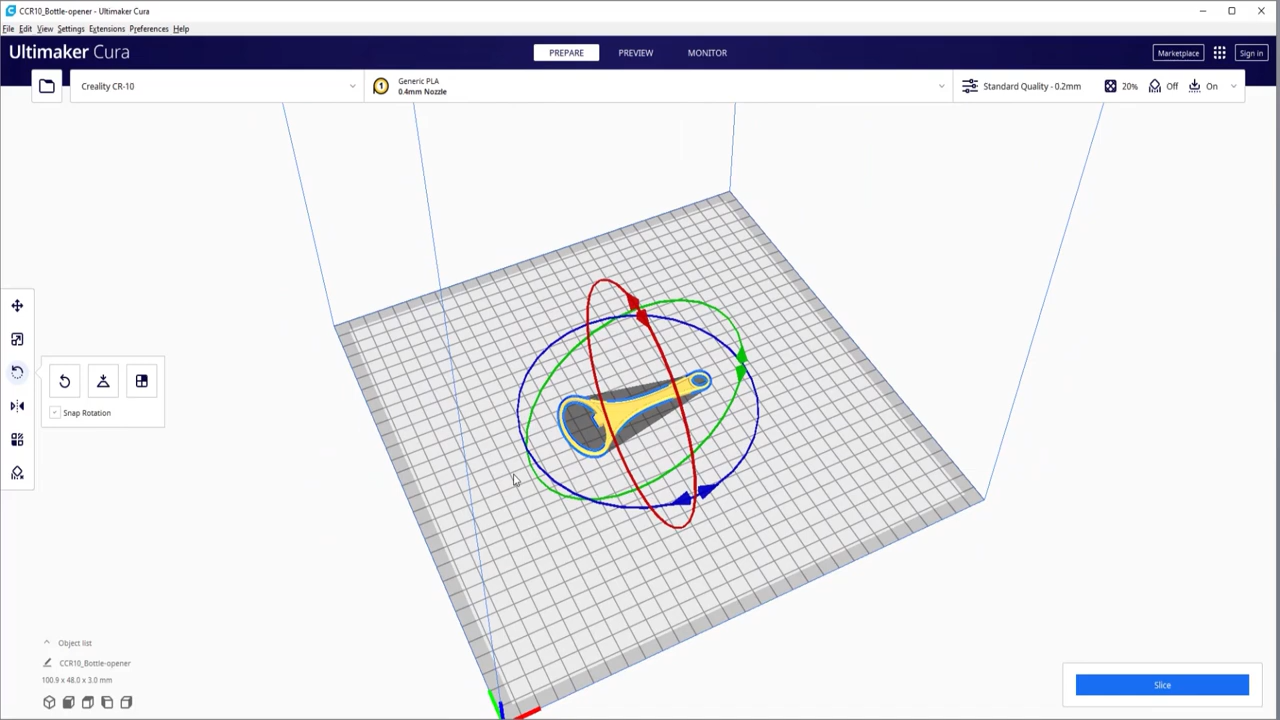 CCR10_Bottle-opener - Ultimaker Cura
File Edit View Settings Extensions Preferences Help
Ultimaker Cura
PREPARE
PREVIEW
MONITOR
Marketplace
Sign in
Creality CR-10
1
Generic PLA
0.4mm Nozzle
Standard Quality - 0.2mm
20%
Off
On
Snap Rotation
Object list
CCR10_Bottle-opener
100.9 x 48.0 x 3.0 mm
Slice